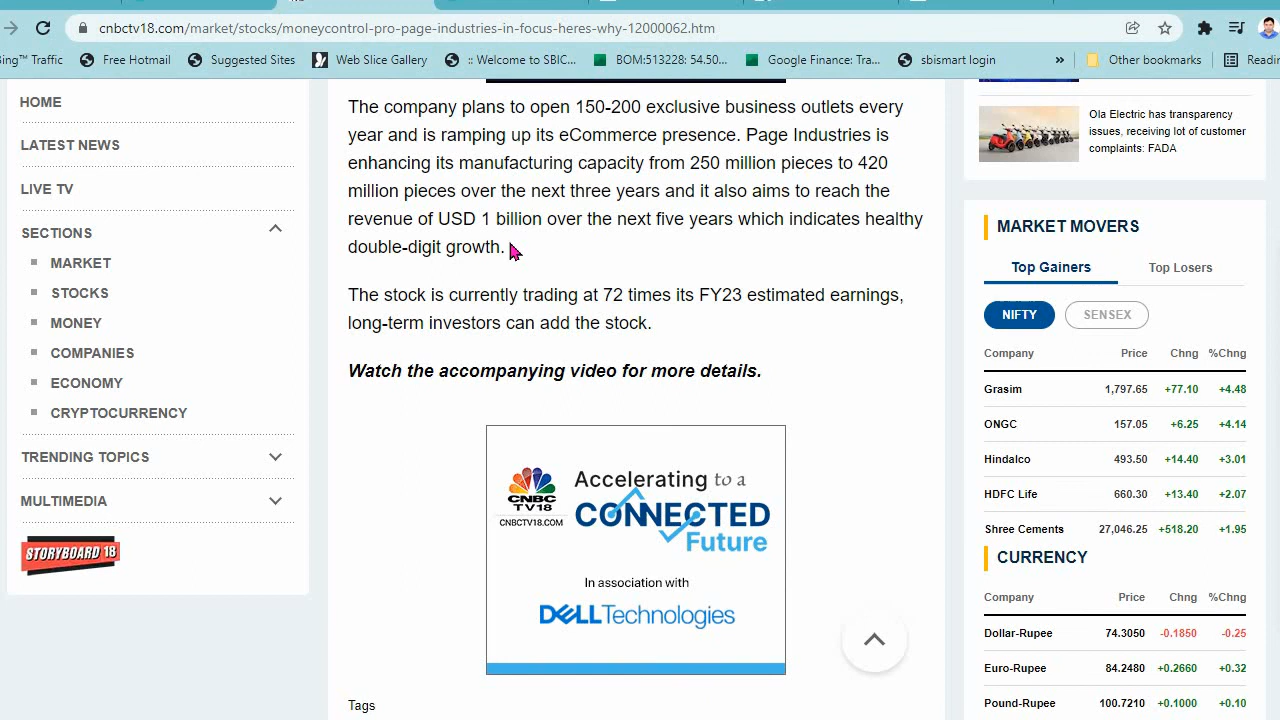 cnbctv18.com/market/stocks/moneycontrol-pro-page-industries-in-focus-heres-why-12000062.htm
ing™ Traffic
Free Hotmail
Suggested Sites
Web Slice Gallery
:: Welcome to SBIC...
BOM:513228: 54.50...
Google Finance: Tra...
sbismart login
»
Other bookmarks
Readin
HOME
LATEST NEWS
LIVE TV
SECTIONS
MARKET
STOCKS
MONEY
COMPANIES
ECONOMY
CRYPTOCURRENCY
TRENDING TOPICS
MULTIMEDIA
STORYBOARD 18
The company plans to open 150-200 exclusive business outlets every
year and is ramping up its eCommerce presence. Page Industries is
enhancing its manufacturing capacity from 250 million pieces to 420
million pieces over the next three years and it also aims to reach the
revenue of USD 1 billion over the next five years which indicates healthy
double-digit growth.
The stock is currently trading at 72 times its FY23 estimated earnings,
long-term investors can add the stock.
Watch the accompanying video for more details.
CNBC
TV18
CNBCTV18.COM
Accelerating to a
CONNECTED
Future
In association with
DELLTechnologies
Tags
Ola Electric has transparency
issues, receiving lot of customer
complaints: FADA
MARKET MOVERS
Top Gainers Top Losers
NIFTY SENSEX
Company Price Chng %Chng
Grasim 1,797.65 +77.10 +4.48
ONGC 157.05 +6.25 +4.14
Hindalco 493.50 +14.40 +3.01
HDFC Life 660.30 +13.40 +2.07
Shree Cements 27,046.25 +518.20 +1.95
CURRENCY
Company Price Chng %Chng
Dollar-Rupee 74.3050 -0.1850 -0.25
Euro-Rupee 84.2480 +0.2660 +0.32
Pound-Rupee 100.7210 +0.1000 +0.10